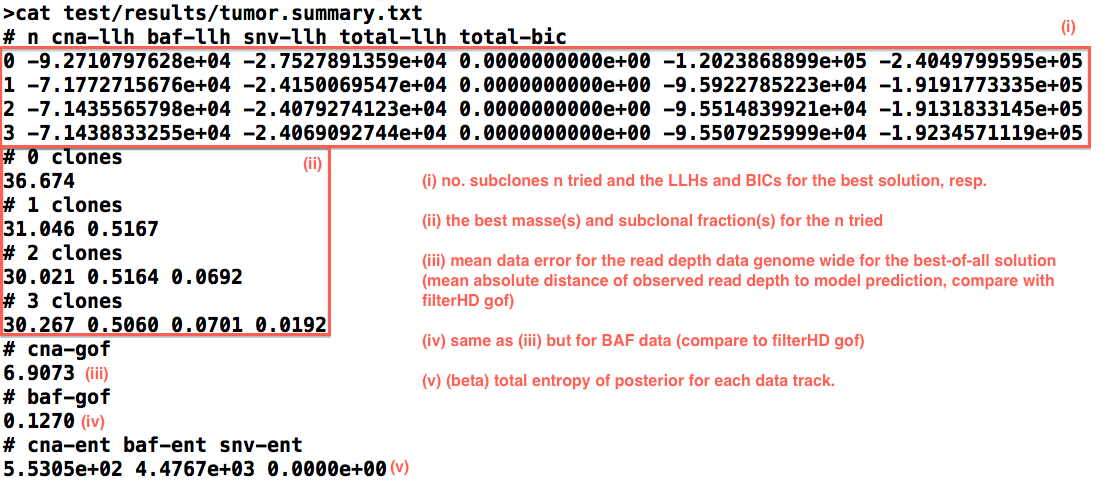 >cat test/results/tumor.summary.txt
# n cna-llh baf-llh snv-llh total-llh total-bic
(i)
0 -9.2710797628e+04 -2.7527891359e+04 0.0000000000e+00 -1.2023868899e+05 -2.4049799595e+05
1 -7.1772715676e+04 -2.4150069547e+04 0.0000000000e+00 -9.5922785223e+04 -1.9191773335e+05
2 -7.1435565798e+04 -2.4079274123e+04 0.0000000000e+00 -9.5514839921e+04 -1.9131833145e+05
3 -7.1438833255e+04 -2.4069092744e+04 0.0000000000e+00 -9.5507925999e+04 -1.9234571119e+05
# 0 clones
(ii)
36.674
# 1 clones
31.046 0.5167
# 2 clones
30.021 0.5164 0.0692
# 3 clones
30.267 0.5060 0.0701 0.0192
# cna-gof
6.9073 (iii)
# baf-gof
0.1270 (iv)
# cna-ent baf-ent snv-ent
5.5305e+02 4.4767e+03 0.0000e+00 (v)
(i) no. subclones n tried and the LLHs and BICs for the best solution, resp.
(ii) the best masse(s) and subclonal fraction(s) for the n tried
(iii) mean data error for the read depth data genome wide for the best-of-all solution
(mean absolute distance of observed read depth to model prediction, compare with
filterHD gof)
(iv) same as (iii) but for BAF data (compare to filterHD gof)
(v) (beta) total entropy of posterior for each data track.